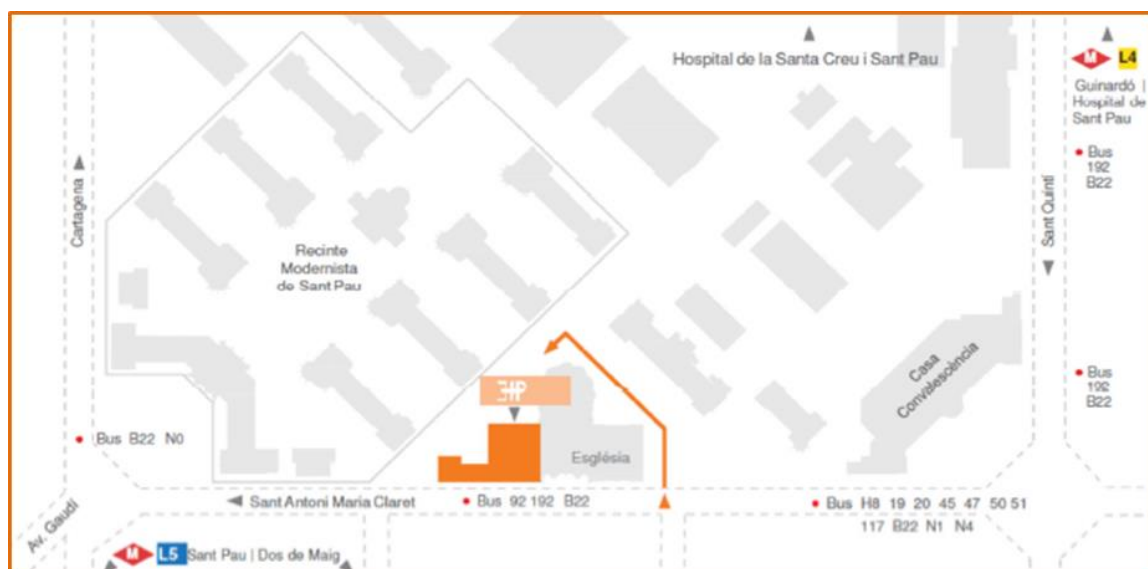 Hospital de la Santa Creu i Sant Pau
M L4
Guinardó |
Hospital de
Sant Pau
Bus
192
B22
Cartagena
Sant Quintí
Recinte
Modernista
de Sant Pau
Casa
Convalescència
Bus
192
B22
Bus B22 N0
Església
Sant Antoni Maria Claret
Bus 92 192 B22
Bus H8 19 20 45 47 50 51
117 B22 N1 N4
Av. Gaudí
M L5 Sant Pau | Dos de Maig